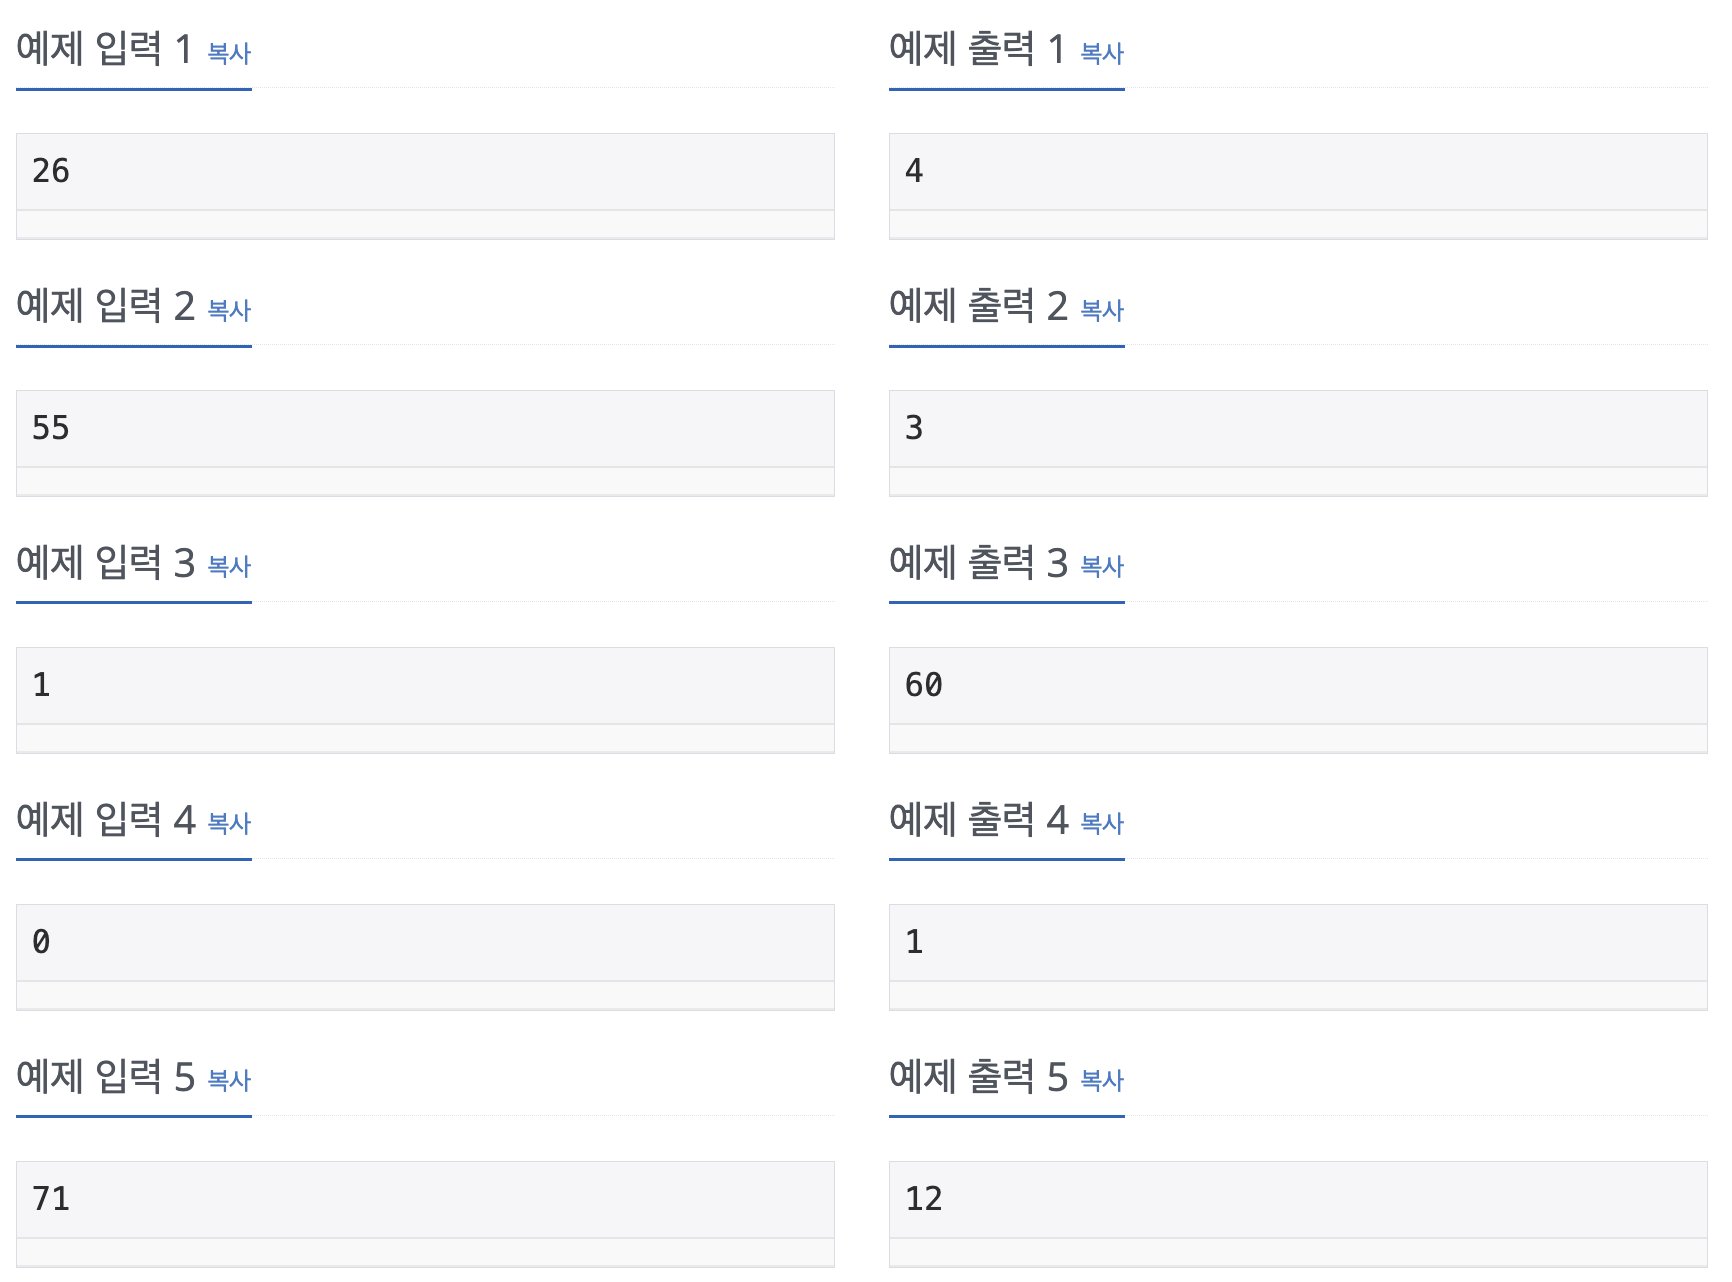 예제 입력 1 복사
예제 출력 1 복사
26
4
예제 입력 2 복사
예제 출력 2 복사
55
3
예제 입력 3 복사
예제 출력 3 복사
1
60
예제 입력 4 복사
예제 출력 4 복사
0
1
예제 입력 5 복사
예제 출력 5 복사
71
12